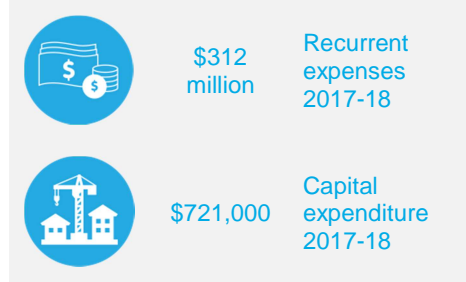 $312
million
Recurrent
expenses
2017-18
$721,000
Capital
expenditure
2017-18